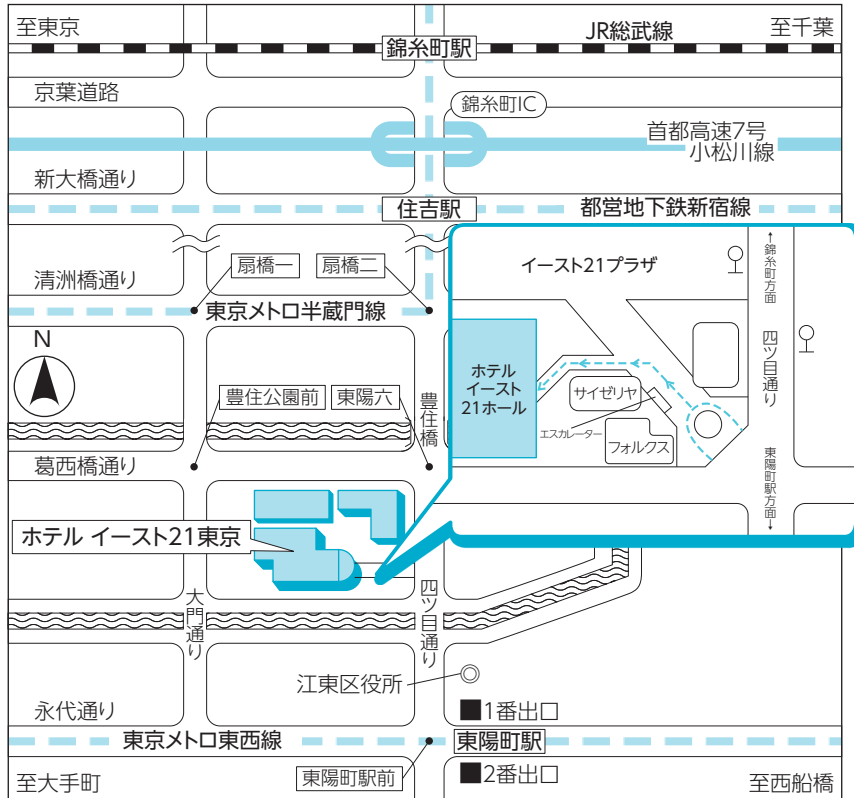 至東京
JR総武線
至千葉
錦糸町駅
京葉道路
錦糸町IC
首都高速7号
小松川線
新大橋通り
住吉駅
都営地下鉄新宿線
清洲橋通り
扇橋一
扇橋二
東京メトロ半蔵門線
N
豊住公園前
東陽六
豊住橋
葛西橋通り
イースト21プラザ
←錦糸町方面
四ツ目通り
東陽町駅方面→
ホテル
イースト
21ホール
サイゼリヤ
エスカレーター
フォルクス
ホテル イースト21東京
大門通り
四ツ目通り
江東区役所
永代通り
■1番出口
東京メトロ東西線
東陽町駅
至大手町
東陽町駅前
■2番出口
至西船橋